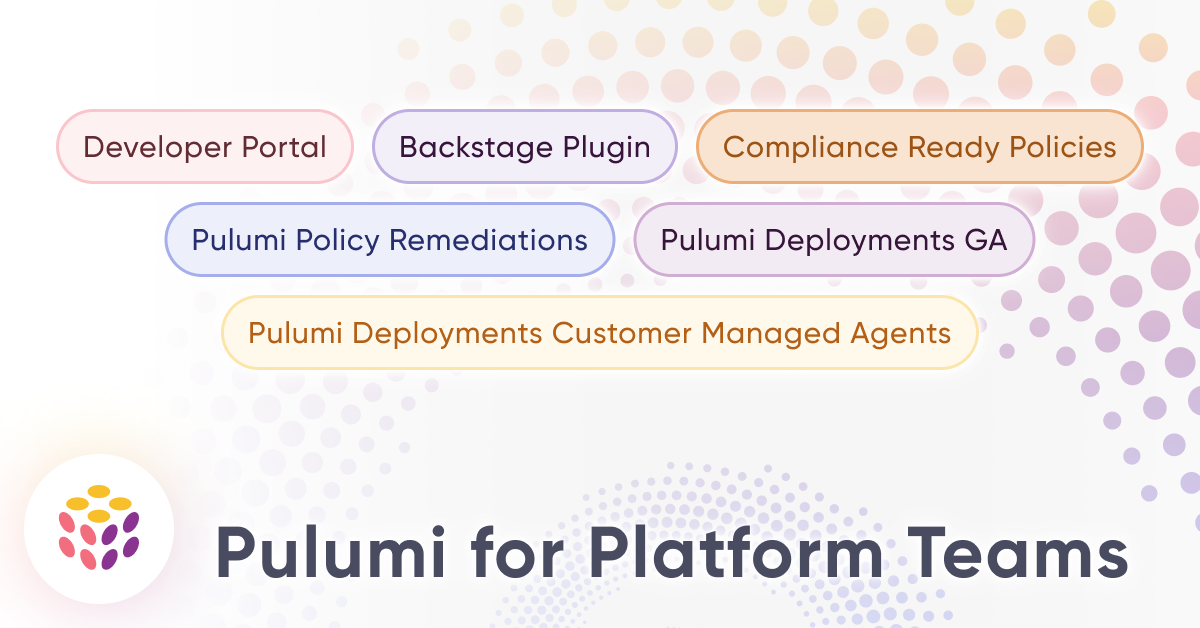 Developer Portal
Backstage Plugin
Compliance Ready Policies
Pulumi Policy Remediations
Pulumi Deployments GA
Pulumi Deployments Customer Managed Agents
Pulumi for Platform Teams